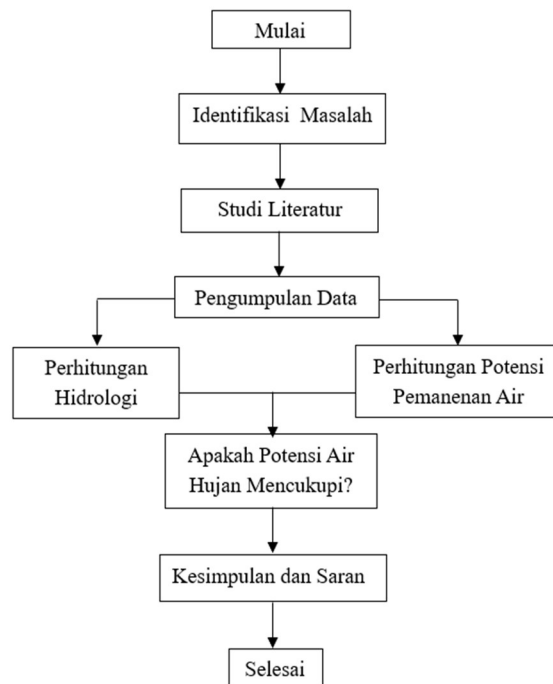 Mulai
Identifikasi Masalah
Studi Literatur
Pengumpulan Data
Perhitungan
Hidrologi
Perhitungan Potensi
Pemanenan Air
Apakah Potensi Air
Hujan Mencukupi?
Kesimpulan dan Saran
Selesai